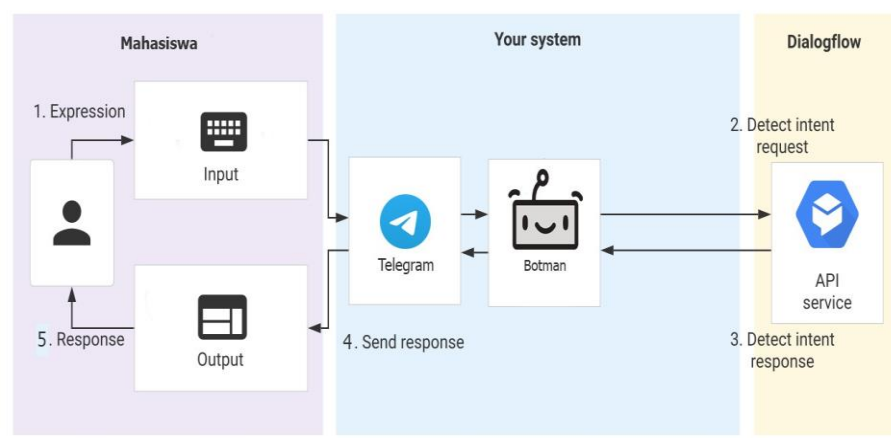 Mahasiswa
Your system
Dialogflow
1. Expression
Input
2. Detect intent
request
Telegram
Botman
API
service
5. Response
Output
4. Send response
3. Detect intent
response